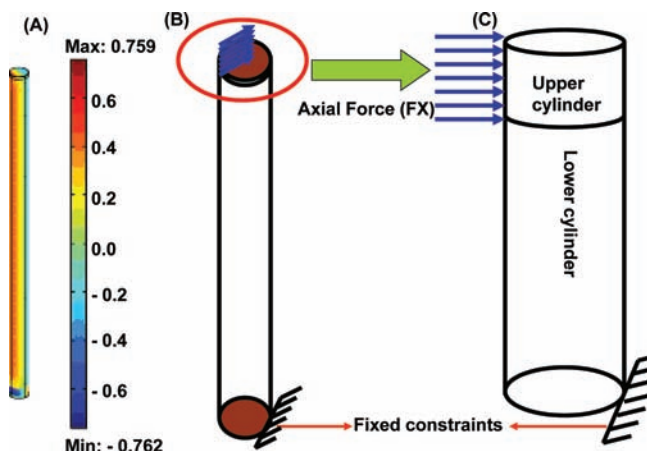 (A)
Max: 0.759
0.6
0.4
0.2
0.0
- 0.2
- 0.4
- 0.6
Min: - 0.762
(B)
Axial Force (FX)
(C)
Upper
cylinder
Lower cylinder
Fixed constraints